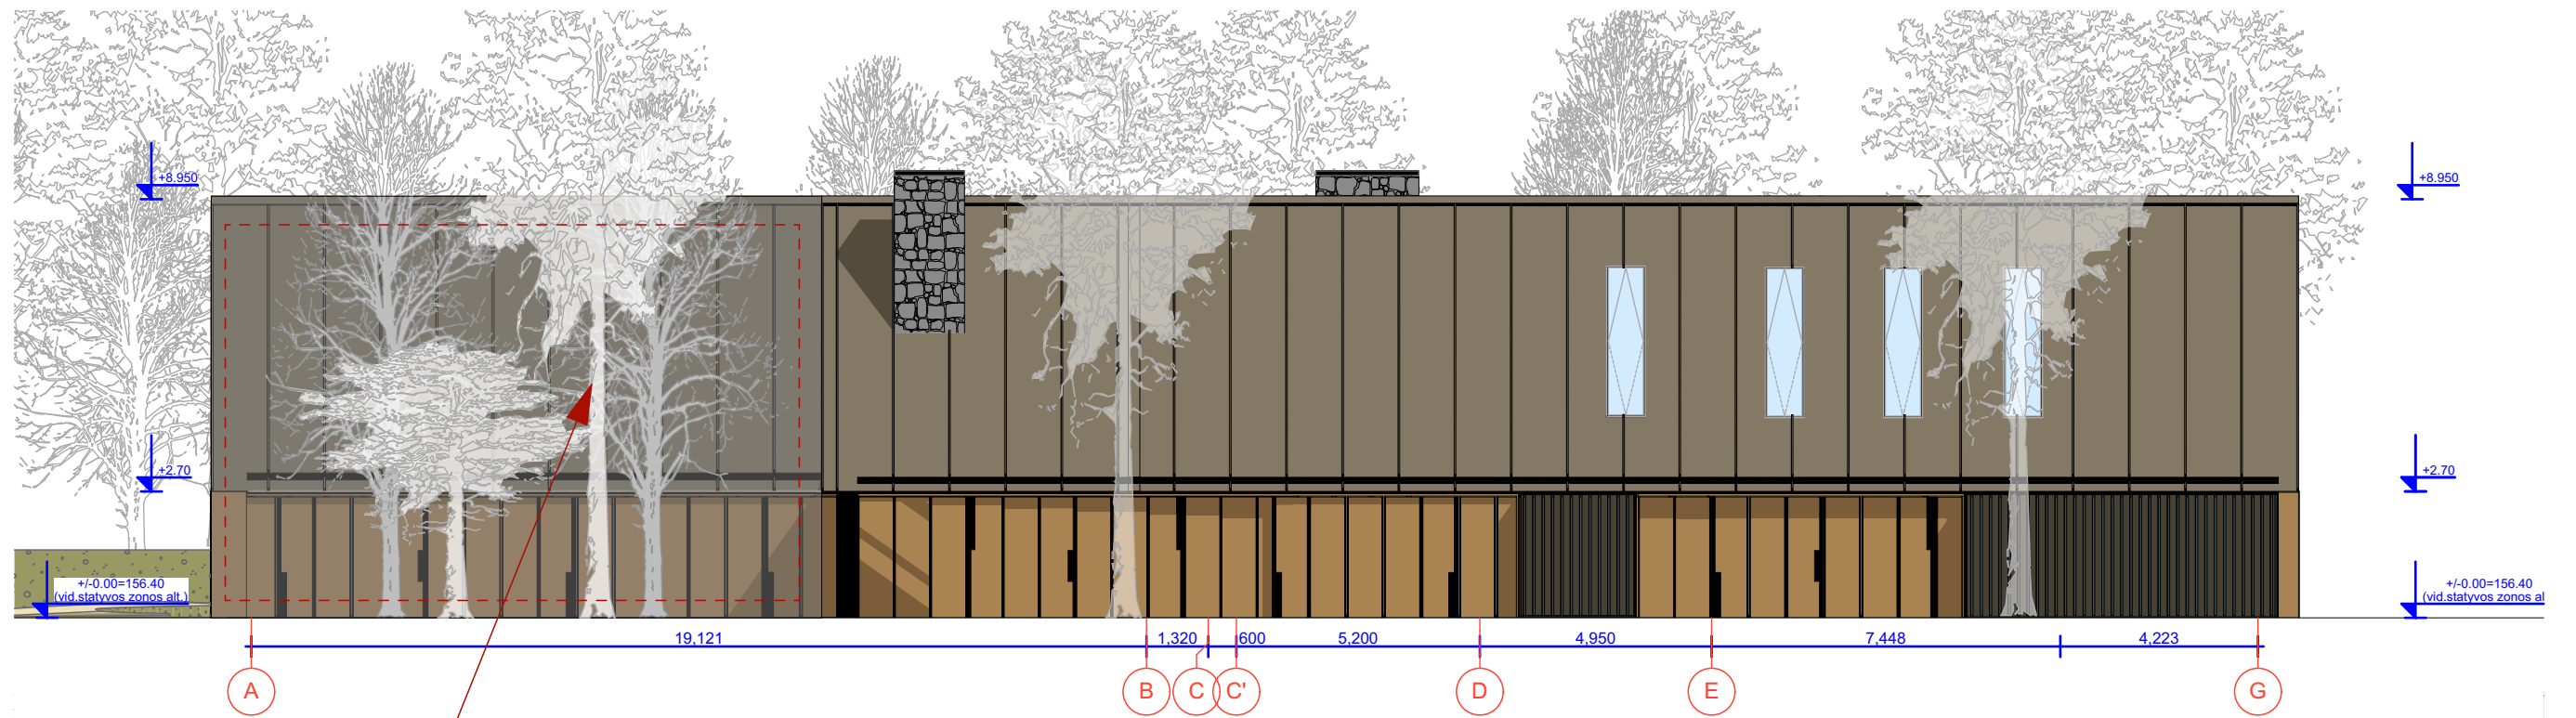 +8.950
+8.950
+2.70
+2.70
+/-0.00=156.40
(vid.statyvos zonos alt.)
+/-0.00=156.40
(vid.statyvos zonos al
19,121
1,320
600
5,200
4,950
7,448
4,223
A
B
C
C'
D
E
G